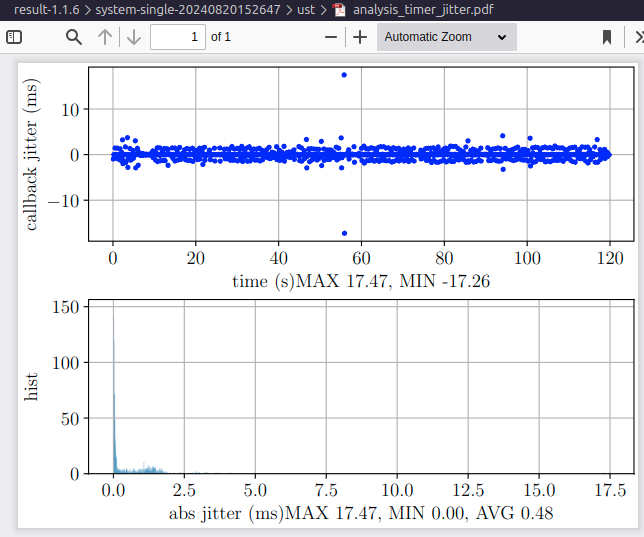 result-1.1.6 > system-single-20240820152647 > ust > analysis_timer_jitter.pdf
1 of 1
Automatic Zoom
callback jitter (ms)
10
0
−10
0 20 40 60 80 100 120
time (s)MAX 17.47, MIN -17.26
hist
150
100
50
0
0.0 2.5 5.0 7.5 10.0 12.5 15.0 17.5
abs jitter (ms)MAX 17.47, MIN 0.00, AVG 0.48